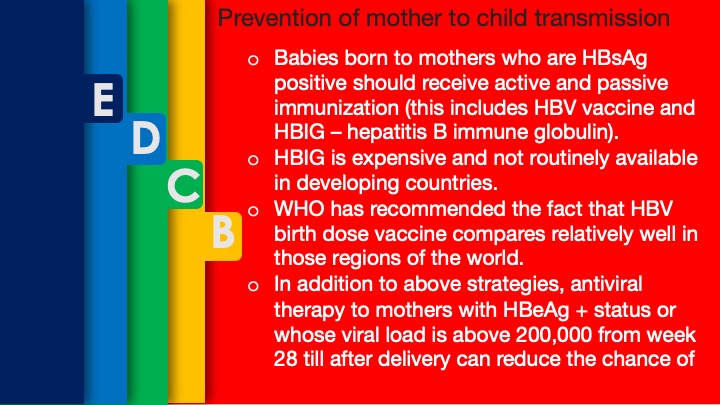 Prevention of mother to child transmission
E
D
C
B
o Babies born to mothers who are HBsAg
positive should receive active and passive
immunization (this includes HBV vaccine and
HBIG – hepatitis B immune globulin).
o HBIG is expensive and not routinely available
in developing countries.
o WHO has recommended the fact that HBV
birth dose vaccine compares relatively well in
those regions of the world.
o In addition to above strategies, antiviral
therapy to mothers with HBeAg + status or
whose viral load is above 200,000 from week
28 till after delivery can reduce the chance of